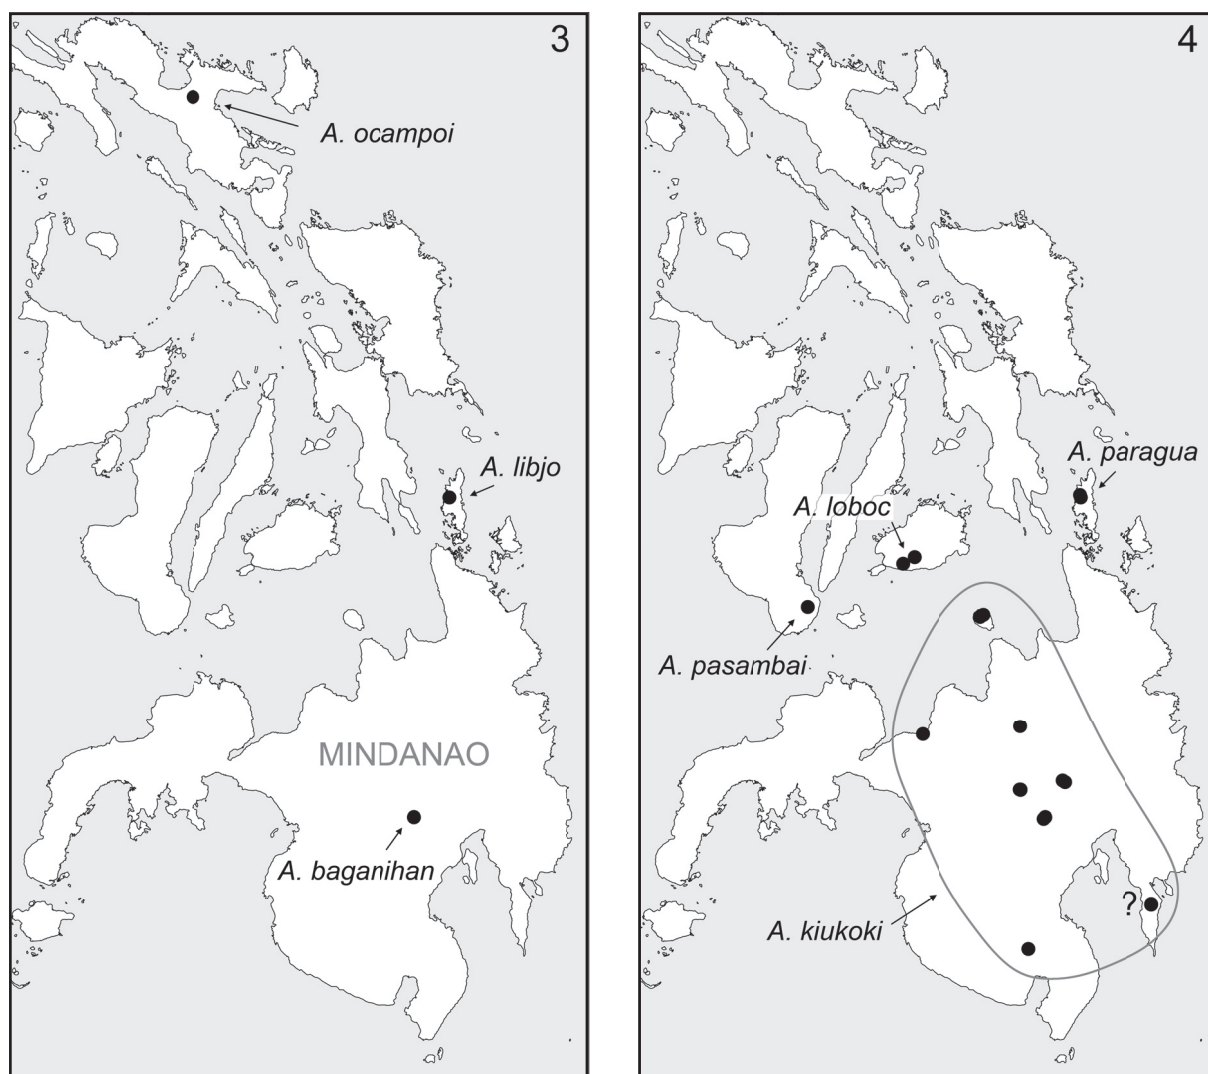 3
A. ocampoi
A. libjo
MINDANAO
A. baganihan
4
A. paragua
A. loboc
A. pasambai
?
A. kiukoki